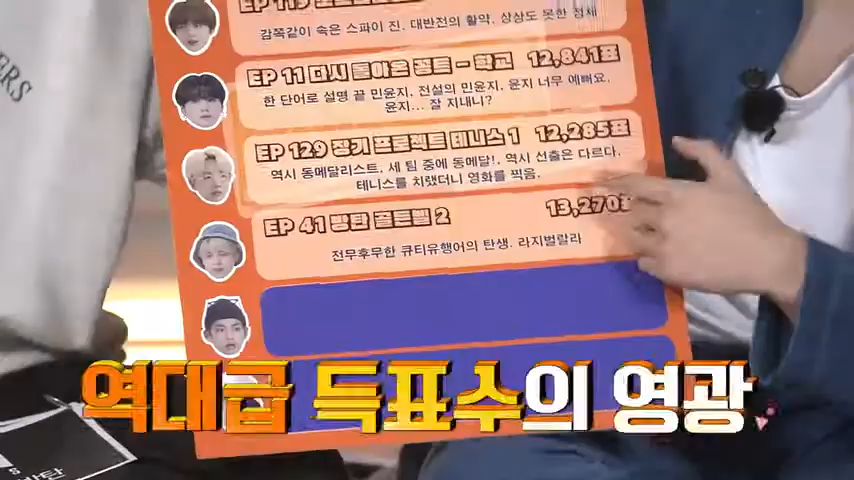 ERS
EP 119
감쪽같이 속은 스파이 진. 대반전의 활약. 상상도 못한 정체
EP 11 다시 돌아온 꽁트 - 학교 12,841표
한 단어로 설명 끝 민윤지. 전설의 민윤지. 윤지 너무 예뻐요.
윤지... 잘 지내니?
EP 129 장기 프로젝트 테니스 1 12,285표
역시 동메달리스트. 세 팀 중에 동메달!. 역시 선출은 다르다.
테니스를 치랬더니 영화를 찍음.
EP 41 방탄 골든벨 2 13,270표
전무후무한 큐티유행어의 탄생. 라지벌랄라
역대급 득표수의 영광